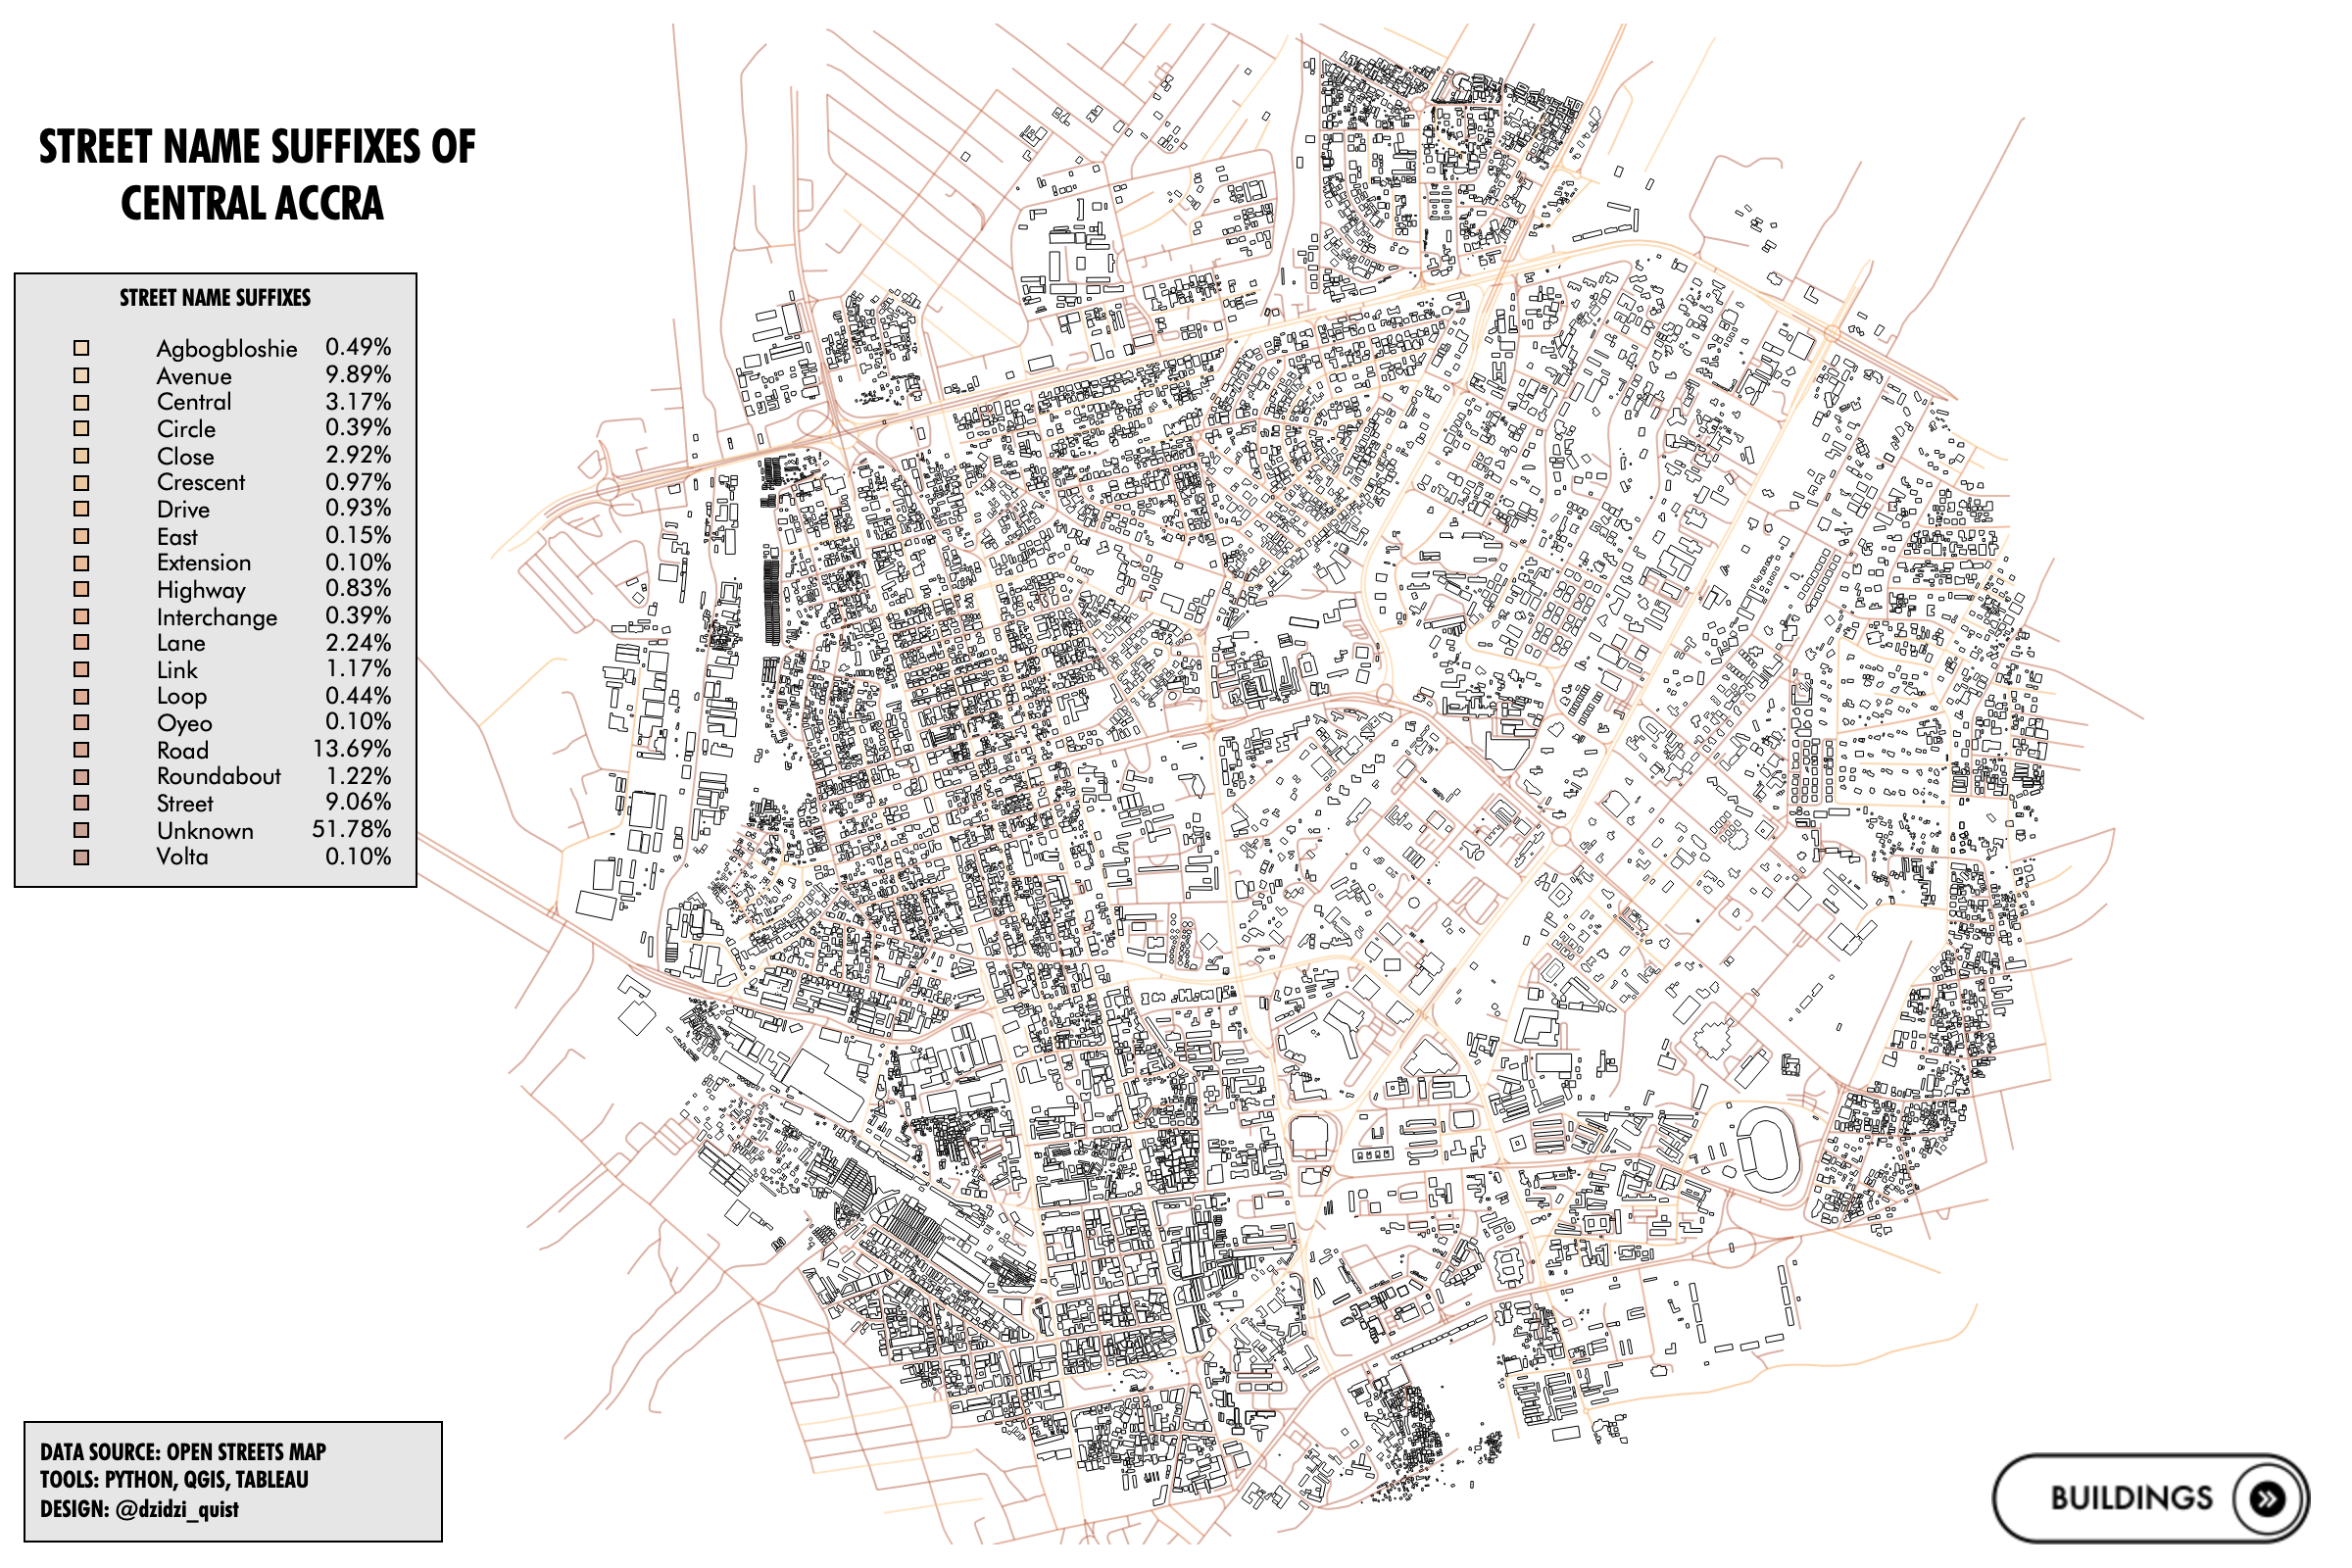 STREET NAME SUFFIXES OF
CENTRAL ACCRA
STREET NAME SUFFIXES
Agbogbloshie 0.49%
Avenue 9.89%
Central 3.17%
Circle 0.39%
Close 2.92%
Crescent 0.97%
Drive 0.93%
East 0.15%
Extension 0.10%
Highway 0.83%
Interchange 0.39%
Lane 2.24%
Link 1.17%
Loop 0.44%
Oyeo 0.10%
Road 13.69%
Roundabout 1.22%
Street 9.06%
Unknown 51.78%
Volta 0.10%
DATA SOURCE: OPEN STREETS MAP
TOOLS: PYTHON, QGIS, TABLEAU
DESIGN: @dzidzi_quist
BUILDINGS